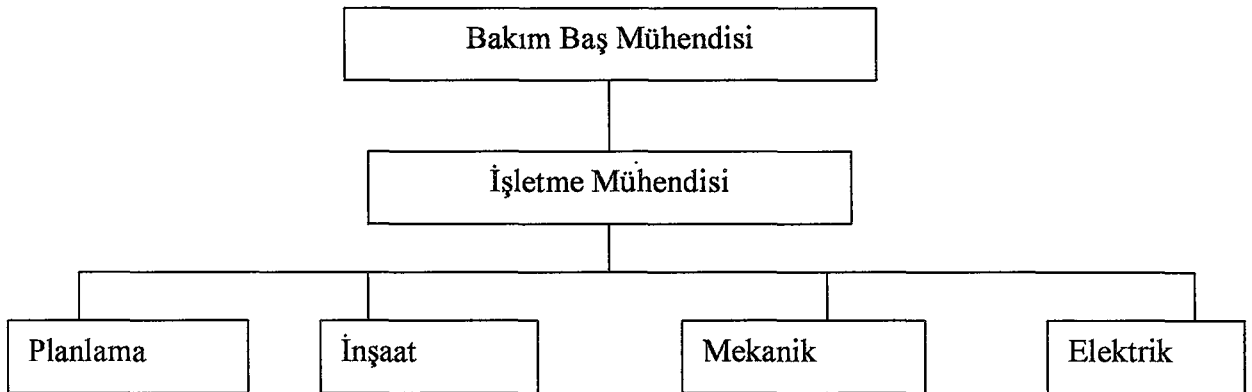 Bakım Baş Mühendisi
İşletme Mühendisi
Planlama
İnşaat
Mekanik
Elektrik